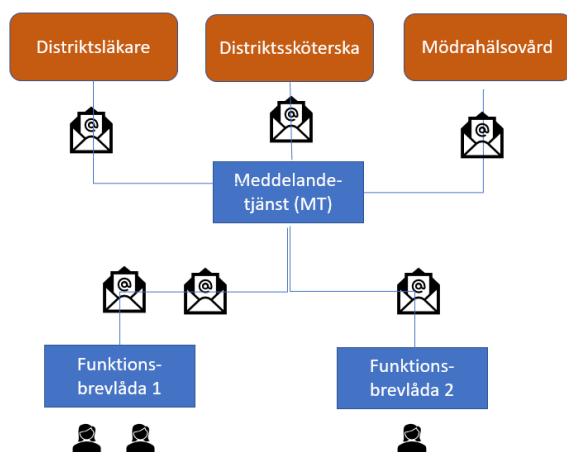 Distriktsläkare
Distriktssköterska
Mödrahälsovård
@
@
@
Meddelande-
tjänst (MT)
@
@
@
Funktions-
brevlåda 1
Funktions-
brevlåda 2